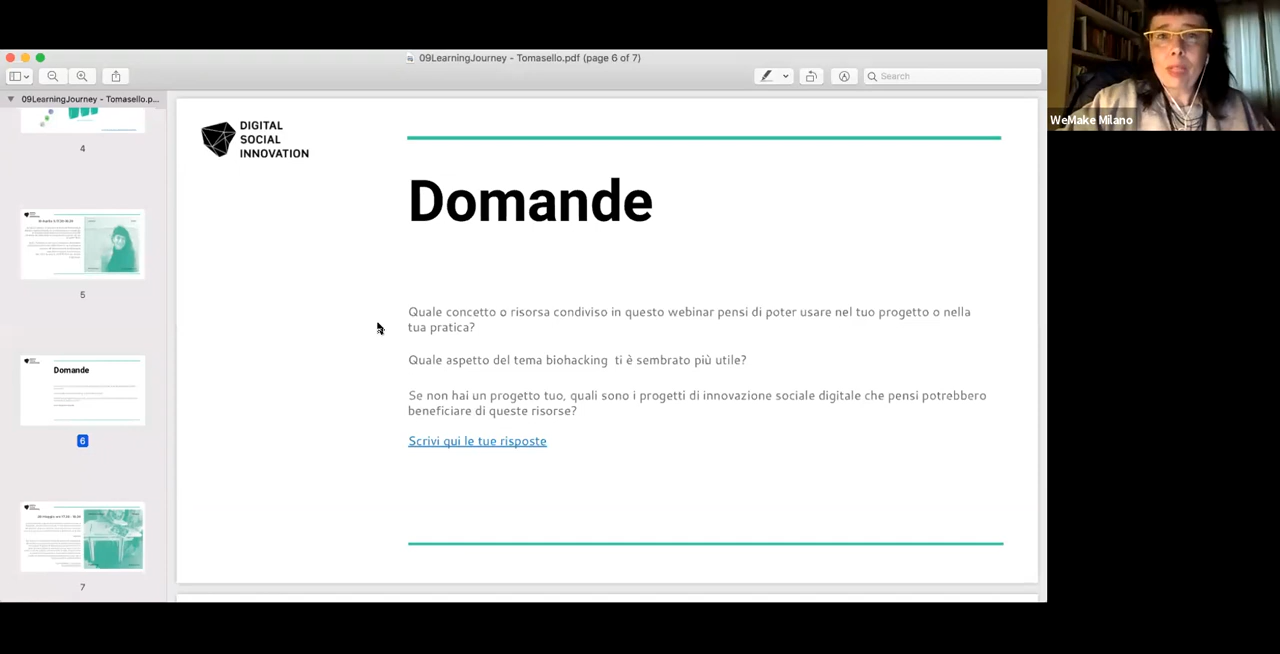 09LearningJourney - Tomasello.pdf (page 6 of 7)
Search
09LearningJourney - Tomasello.p...
4
5
Domande
6
7
DIGITAL
SOCIAL
INNOVATION
Domande
Quale concetto o risorsa condiviso in questo webinar pensi di poter usare nel tuo progetto o nella
tua pratica?
Quale aspetto del tema biohacking ti è sembrato più utile?
Se non hai un progetto tuo, quali sono i progetti di innovazione sociale digitale che pensi potrebbero
beneficiare di queste risorse?
Scrivi qui le tue risposte
WeMake Milano